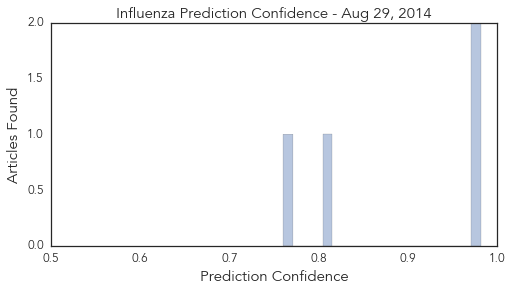 Influenza Prediction Confidence - Aug 29, 2014
2.0
1.5
1.0
0.5
0.0
Articles Found
0.5 0.6 0.7 0.8 0.9 1.0
Prediction Confidence